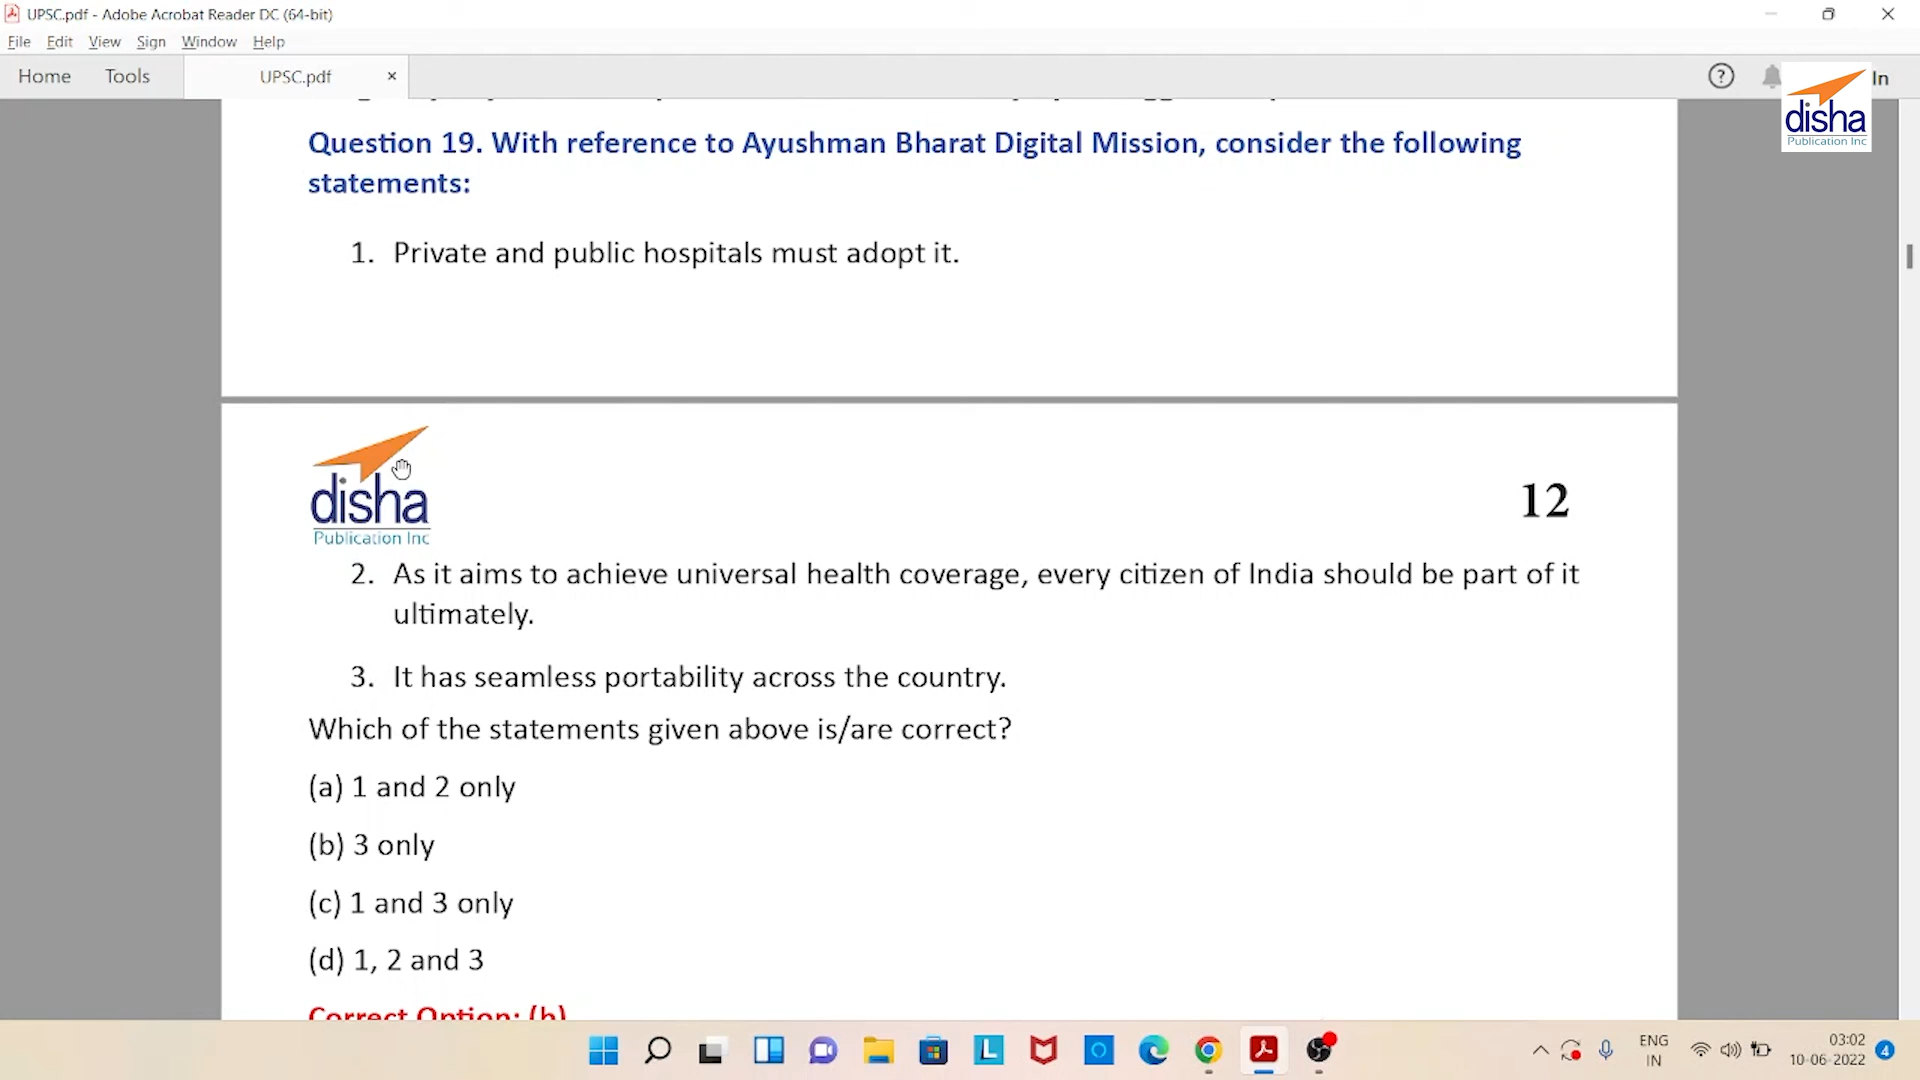 UPSC.pdf - Adobe Acrobat Reader DC (64-bit)
File Edit View Sign Window Help
Home Tools UPSC.pdf × ? In
disha
Publication Inc
Question 19. With reference to Ayushman Bharat Digital Mission, consider the following
statements:
1. Private and public hospitals must adopt it.
disha
Publication Inc
12
2. As it aims to achieve universal health coverage, every citizen of India should be part of it
ultimately.
3. It has seamless portability across the country.
Which of the statements given above is/are correct?
(a) 1 and 2 only
(b) 3 only
(c) 1 and 3 only
(d) 1, 2 and 3
Correct Option: (b)
ENG
IN
03:02
10-06-2022
4